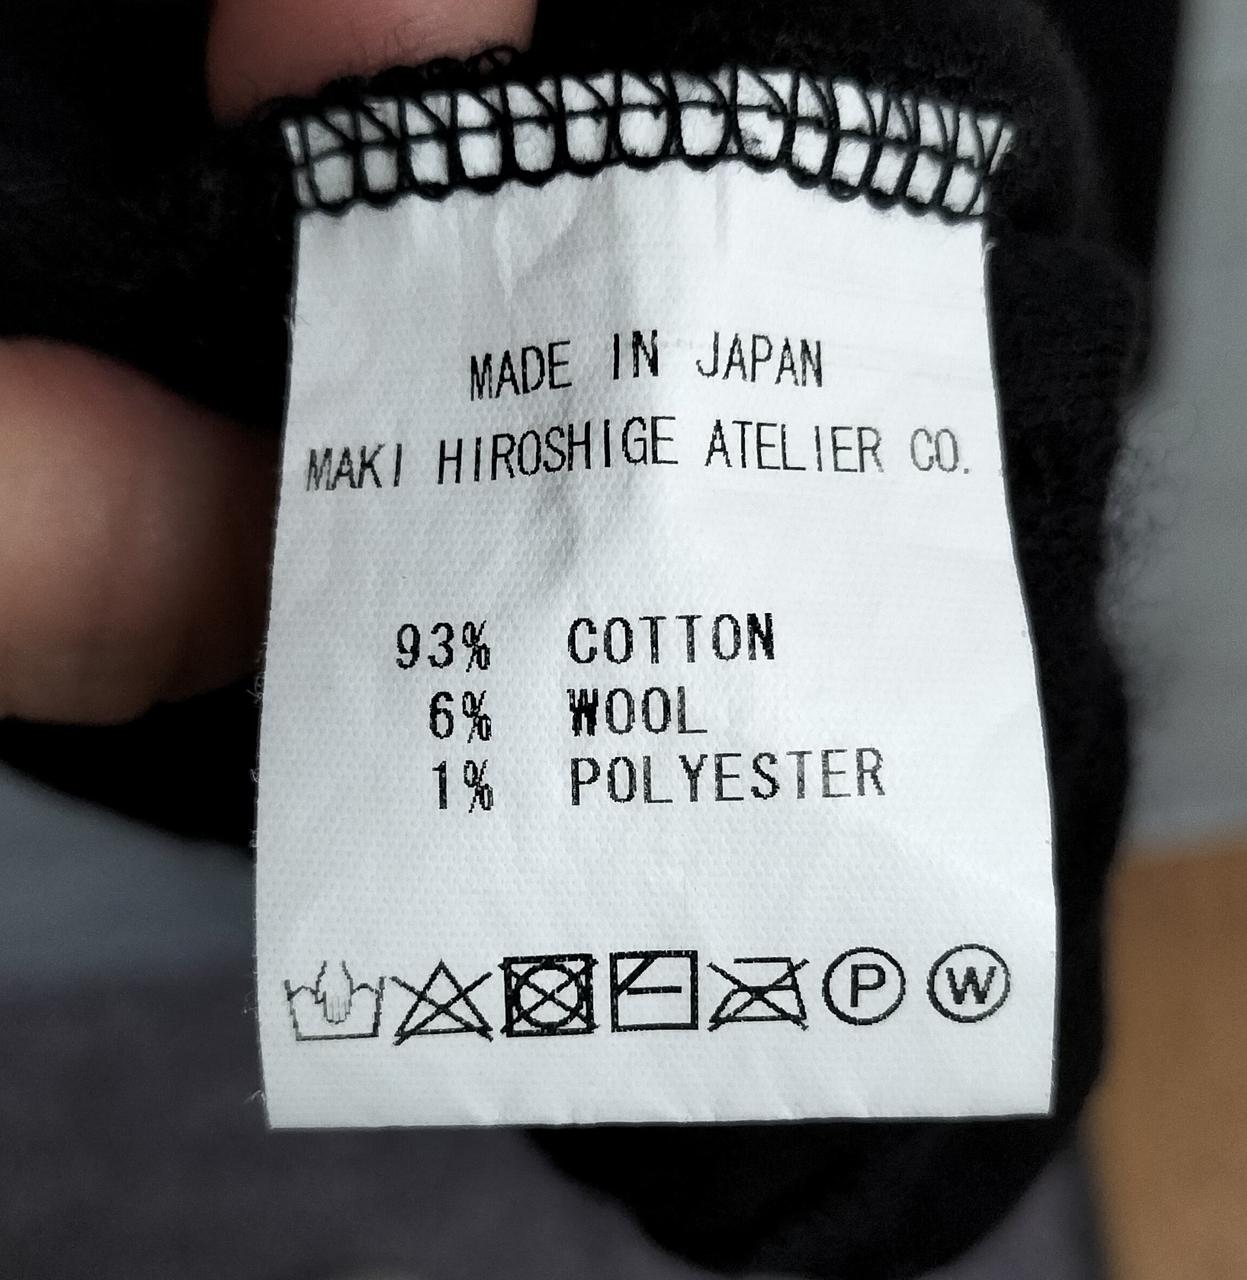 MADE IN JAPAN
MAKI HIROSHIGE ATELIER CO.
93% COTTON
6% WOOL
1% POLYESTER
P W